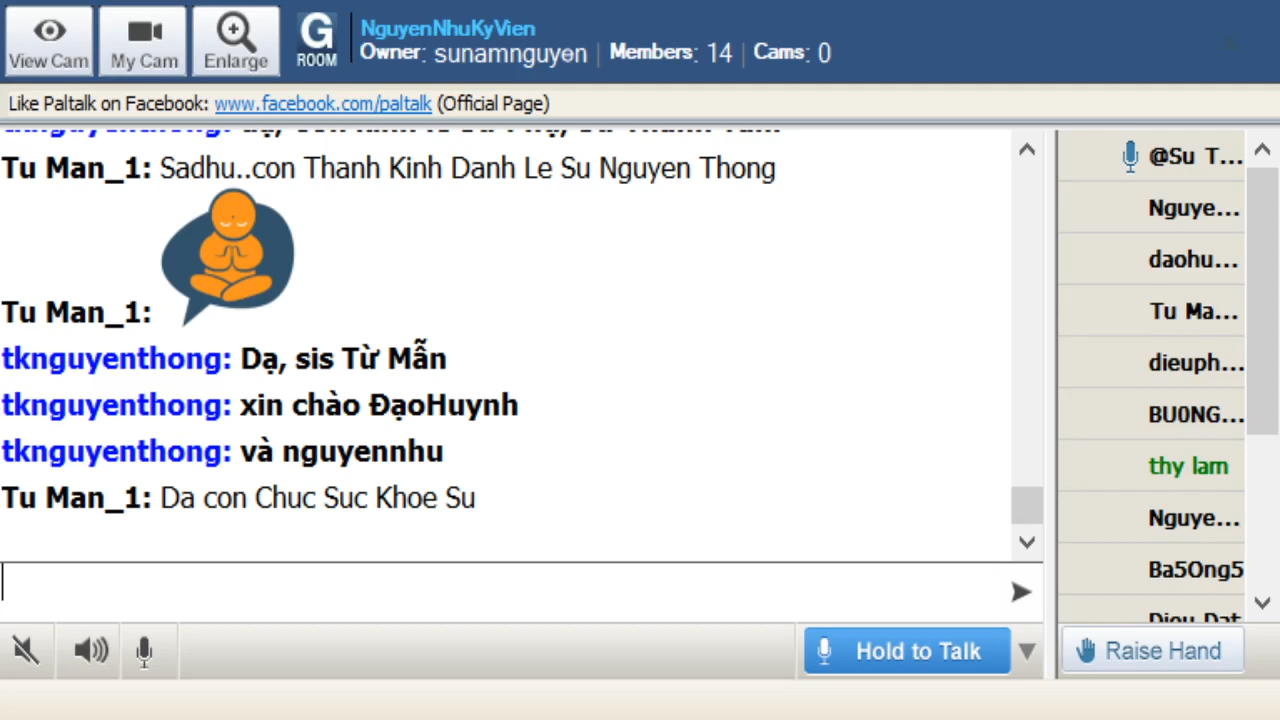 View Cam
My Cam
Enlarge
G
ROOM
NguyenNhuKyVien
Owner: sunamnguyen | Members: 14 | Cams: 0
Like Paltalk on Facebook: www.facebook.com/paltalk (Official Page)
Tu Man_1: Sadhu..con Thanh Kinh Danh Le Su Nguyen Thong
Tu Man_1:
tknguyenthong: Dạ, sis Từ Mẫn
tknguyenthong: xin chào ĐạoHuynh
tknguyenthong: và nguyennhu
Tu Man_1: Da con Chuc Suc Khoe Su
@Su T...
Nguye...
daohu...
Tu Ma...
dieuph...
BU0NG...
thy lam
Nguye...
Ba5Ong5
Dieu Dat
Hold to Talk
Raise Hand